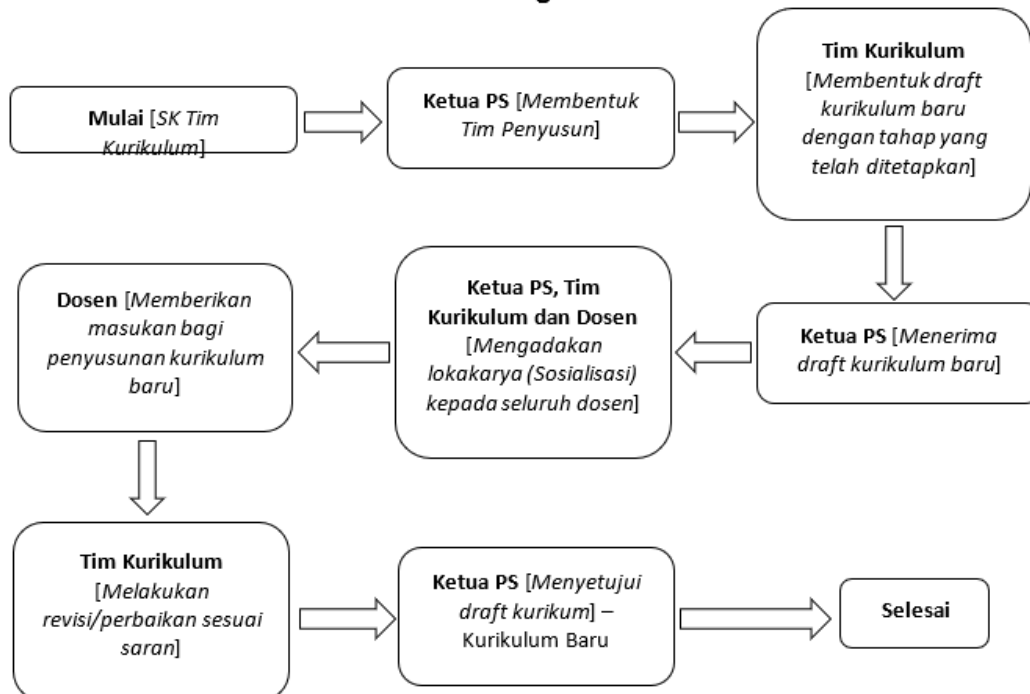 Mulai [SK Tim
Kurikulum]
Ketua PS [Membentuk
Tim Penyusun]
Tim Kurikulum
[Membentuk draft
kurikulum baru
dengan tahap yang
telah ditetapkan]
Ketua PS [Menerima
draft kurikulum baru]
Ketua PS, Tim
Kurikulum dan Dosen
[Mengadakan
lokakarya (Sosialisasi)
kepada seluruh dosen]
Dosen [Memberikan
masukan bagi
penyusunan kurikulum
baru]
Tim Kurikulum
[Melakukan
revisi/perbaikan sesuai
saran]
Ketua PS [Menyetujui
draft kurikum] –
Kurikulum Baru
Selesai